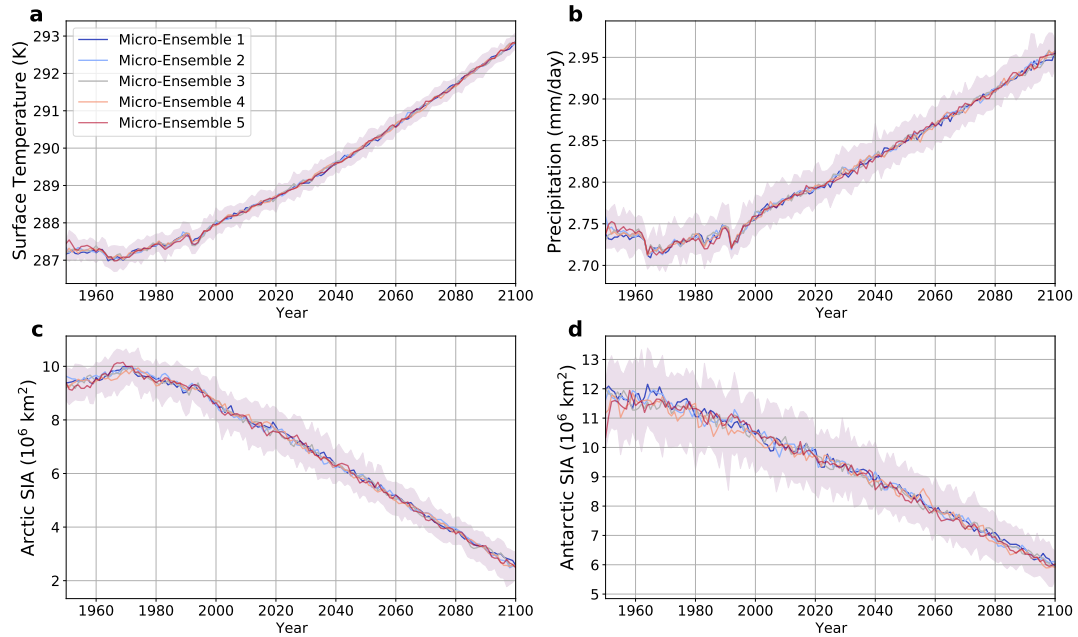 a
293
292
291
290
289
288
287
Surface Temperature (K)
Micro-Ensemble 1
Micro-Ensemble 2
Micro-Ensemble 3
Micro-Ensemble 4
Micro-Ensemble 5
1960 1980 2000 2020 2040 2060 2080 2100
Year
b
2.95
2.90
2.85
2.80
2.75
2.70
Precipitation (mm/day)
1960 1980 2000 2020 2040 2060 2080 2100
Year
c
10
8
6
4
2
Arctic SIA (10⁶ km²)
1960 1980 2000 2020 2040 2060 2080 2100
Year
d
13
12
11
10
9
8
7
6
5
Antarctic SIA (10⁶ km²)
1960 1980 2000 2020 2040 2060 2080 2100
Year